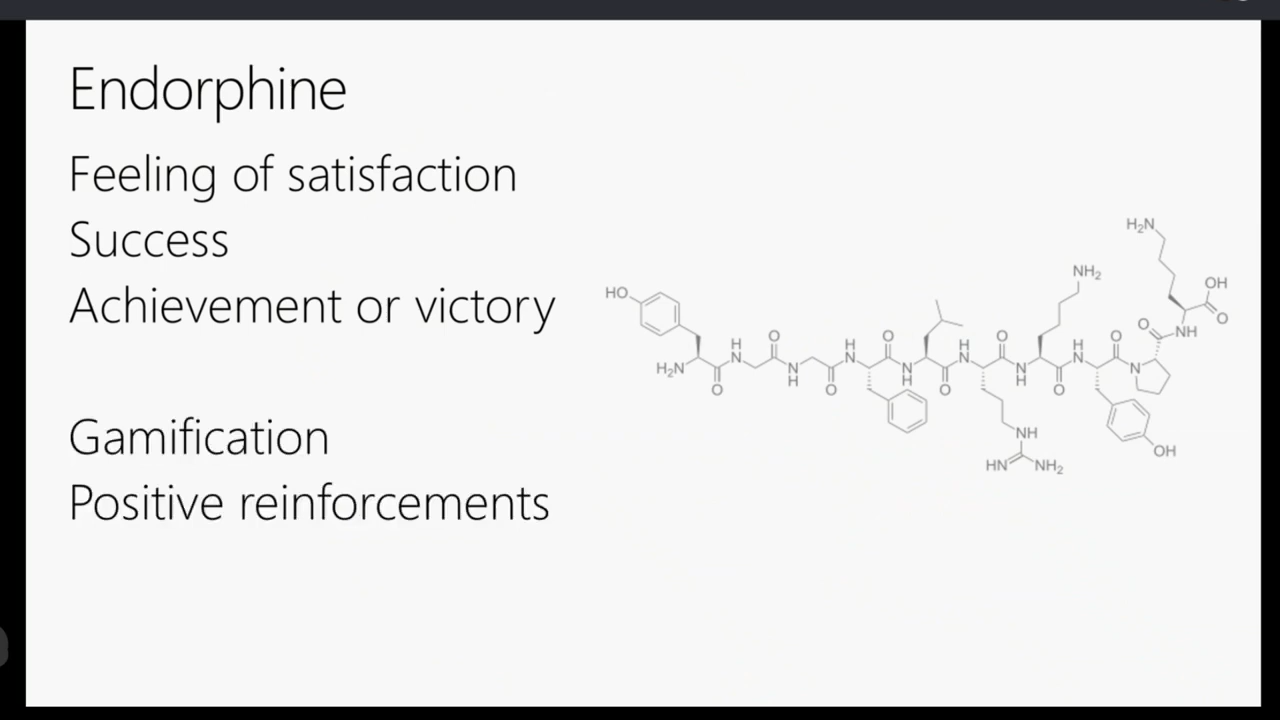 Endorphine
Feeling of satisfaction
Success
Achievement or victory
Gamification
Positive reinforcements
H₂N
NH₂
OH
HO
O
O
NH
H
O
H
O
H
O
H
O
H₂N
N
N
N
N
N
N
N
N
O
H
O
H
O
H
O
NH
OH
HN
NH₂